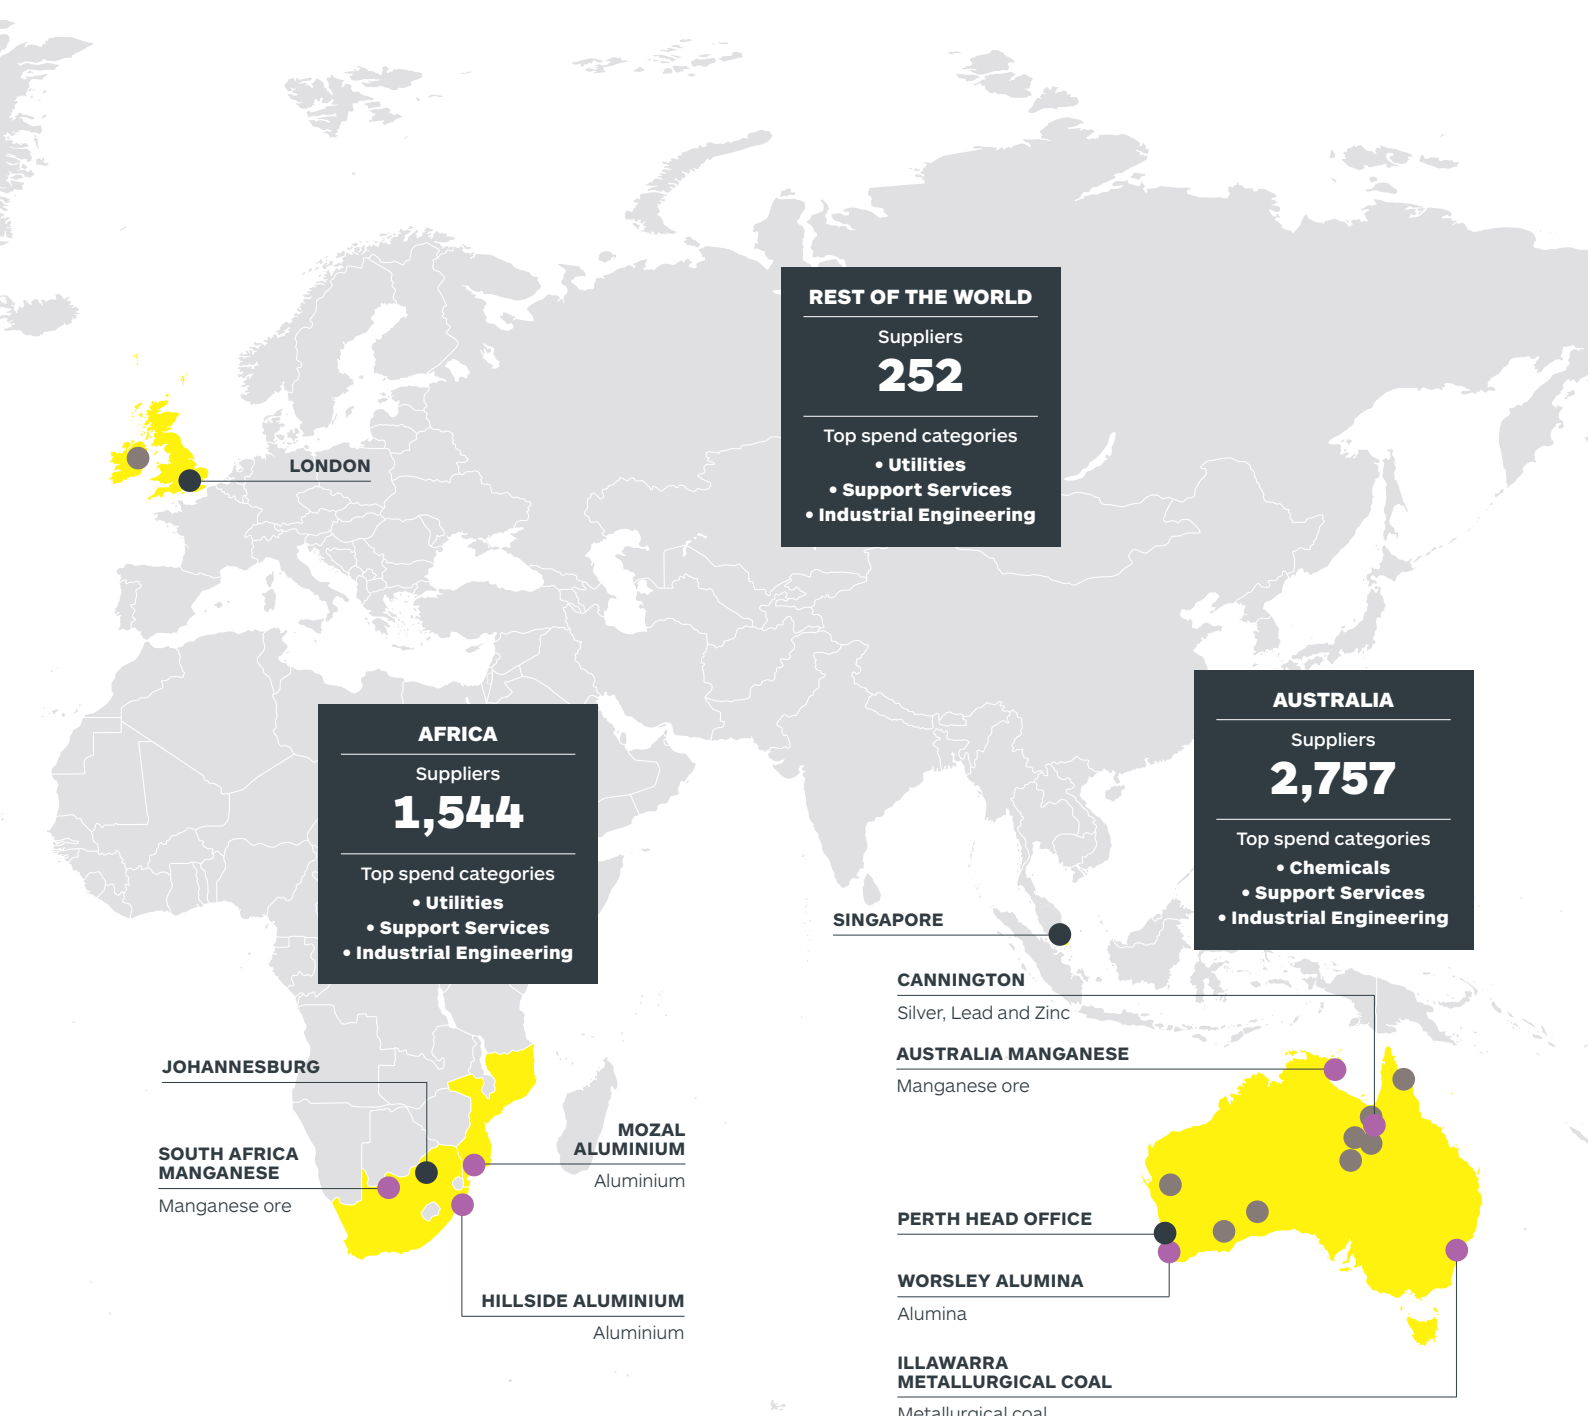 REST OF THE WORLD
Suppliers
252
Top spend categories
• Utilities
• Support Services
• Industrial Engineering
LONDON
AFRICA
Suppliers
1,544
Top spend categories
• Utilities
• Support Services
• Industrial Engineering
AUSTRALIA
Suppliers
2,757
Top spend categories
• Chemicals
• Support Services
• Industrial Engineering
SINGAPORE
CANNINGTON
Silver, Lead and Zinc
AUSTRALIA MANGANESE
Manganese ore
JOHANNESBURG
SOUTH AFRICA
MANGANESE
Manganese ore
MOZAL
ALUMINIUM
Aluminium
HILLSIDE ALUMINIUM
Aluminium
PERTH HEAD OFFICE
WORSLEY ALUMINA
Alumina
ILLAWARRA
METALLURGICAL COAL
Metallurgical coal